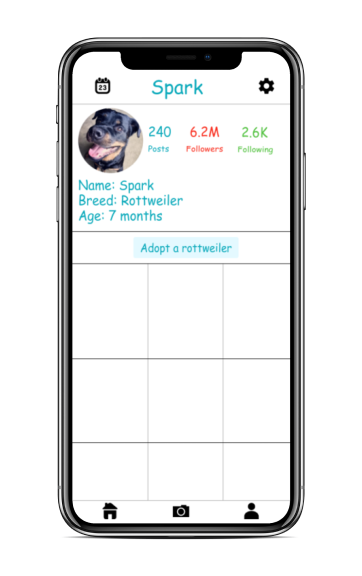 23
Spark
240 6.2M 2.6K
Posts Followers Following
Name: Spark
Breed: Rottweiler
Age: 7 months
Adopt a rottweiler